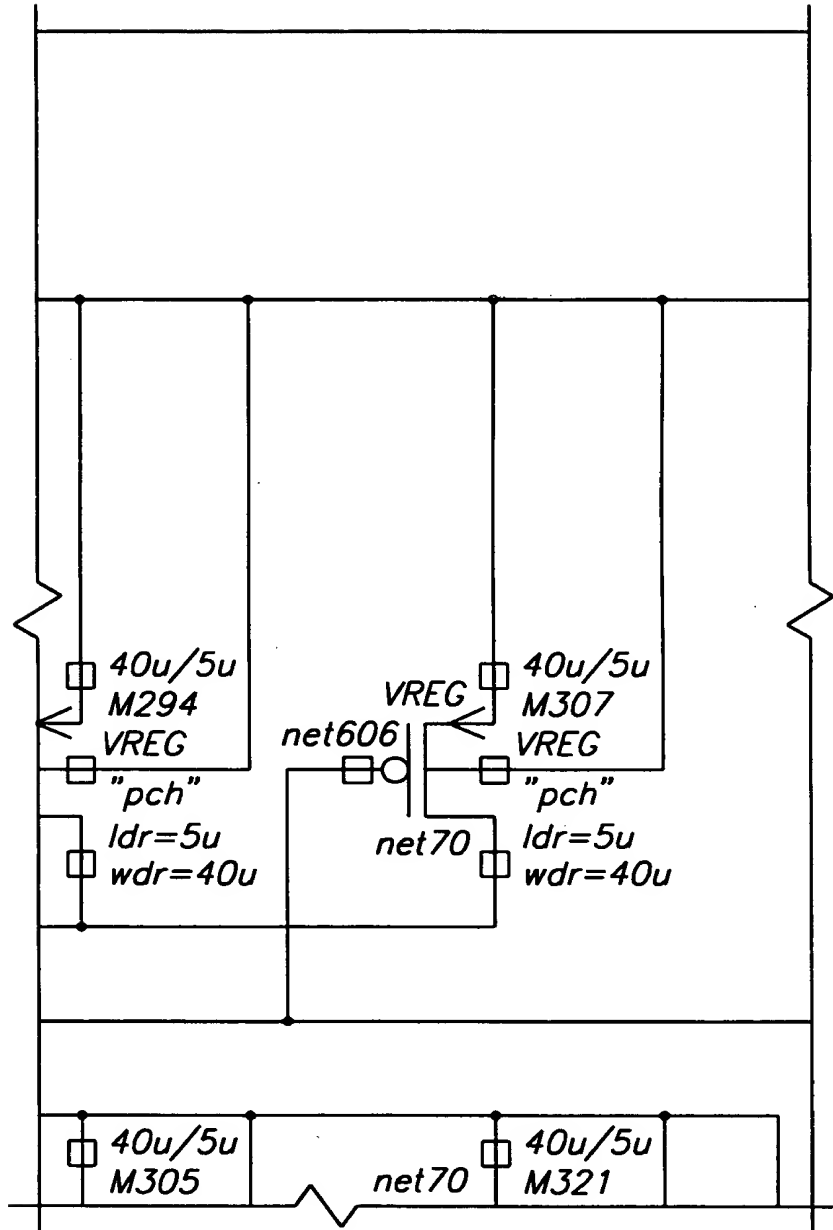 40u/5u
M294
VREG
"pch"
ldr=5u
wdr=40u
net606
VREG
net70
40u/5u
M307
VREG
"pch"
ldr=5u
wdr=40u
40u/5u
M305
net70
40u/5u
M321